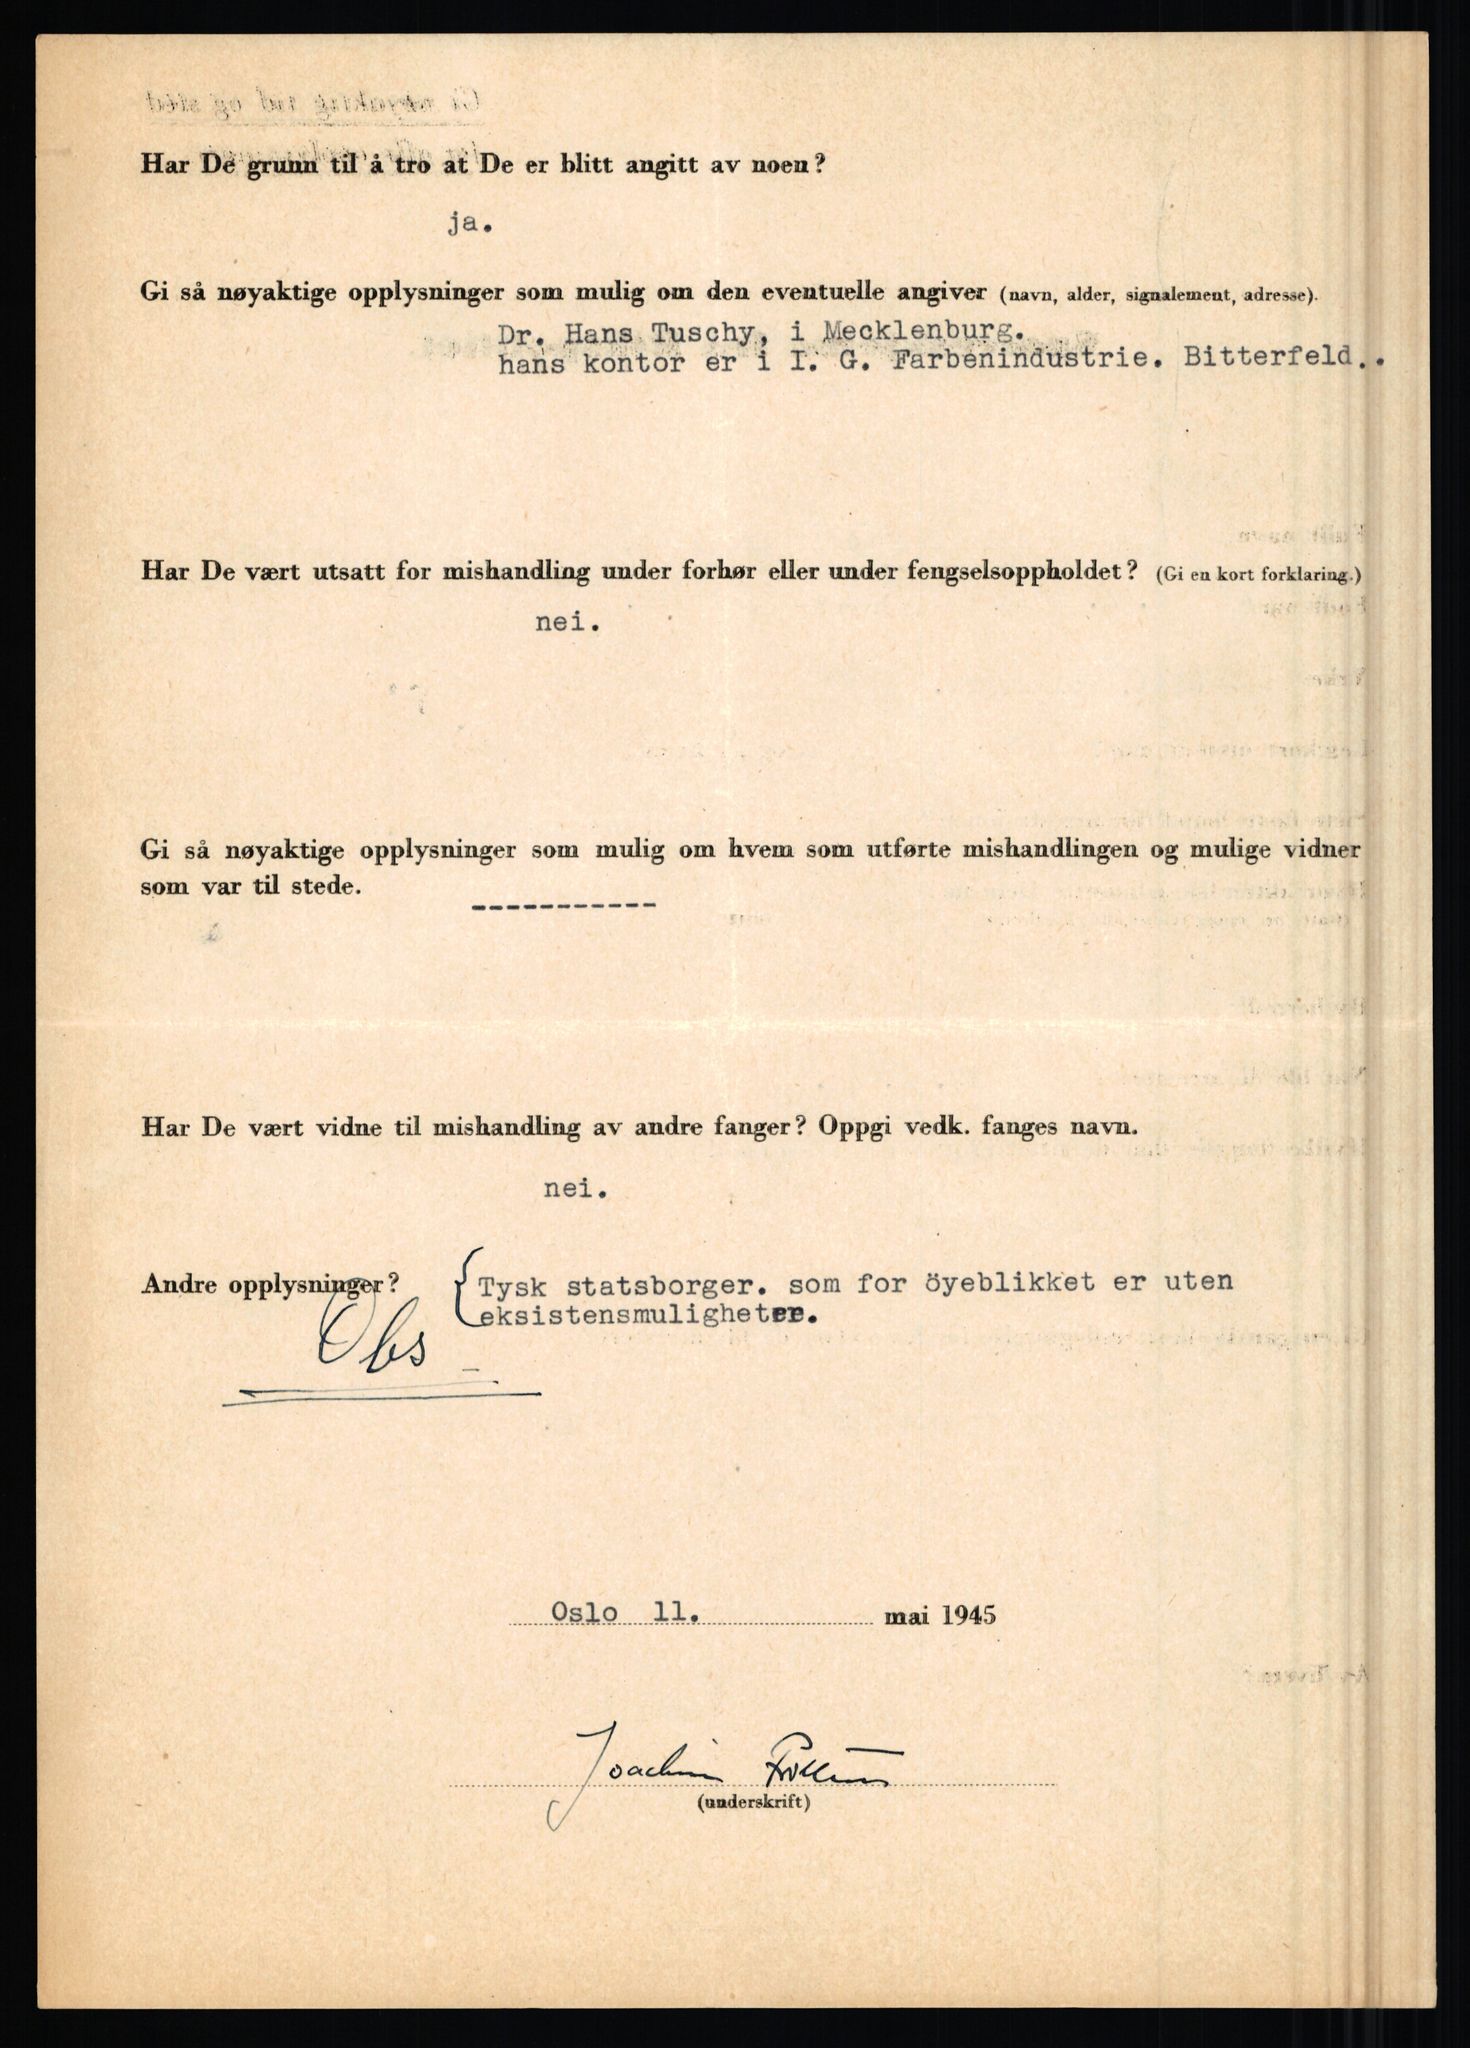 Har De grunn til å tro at De er blitt angitt av noen?
ja.
Gi så nøyaktige opplysninger som mulig om den eventuelle angiver (navn, alder, signalement, adresse).
Dr. Hans Tuschy, i Mecklenburg.
hans kontor er i I. G. Farbenindustrie. Bitterfeld..
Har De vært utsatt for mishandling under forhør eller under fengselsoppholdet? (Gi en kort forklaring.)
nei.
Gi så nøyaktige opplysninger som mulig om hvem som utførte mishandlingen og mulige vidner
som var til stede.
-----------
Har De vært vidne til mishandling av andre fanger? Oppgi vedk. fanges navn.
nei.
Andre opplysninger? { Tysk statsborger. som for öyeblikket er uten
eksistensmuligheter.
Obs
Oslo 11. mai 1945
Joachim
(underskrift)